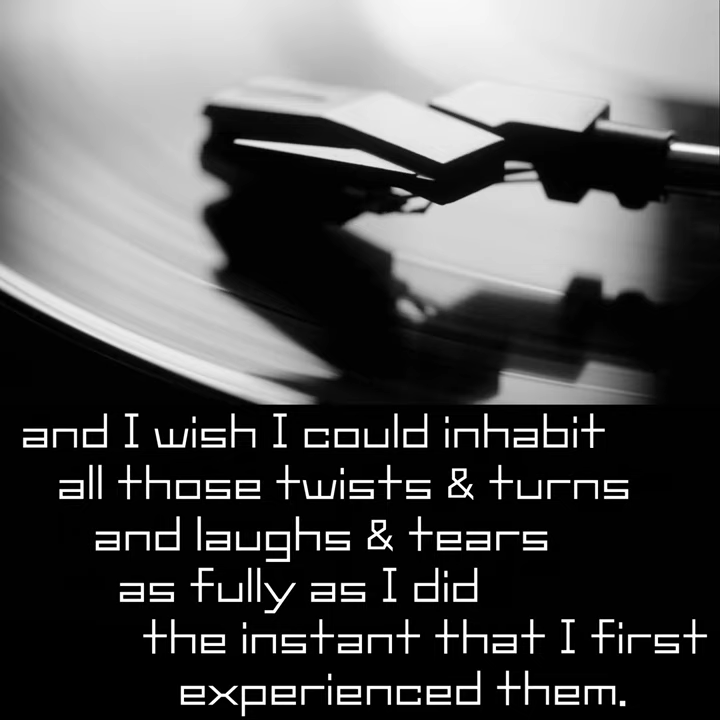 and I wish I could inhabit
all those twists & turns
and laughs & tears
as fully as I did
the instant that I first
experienced them.